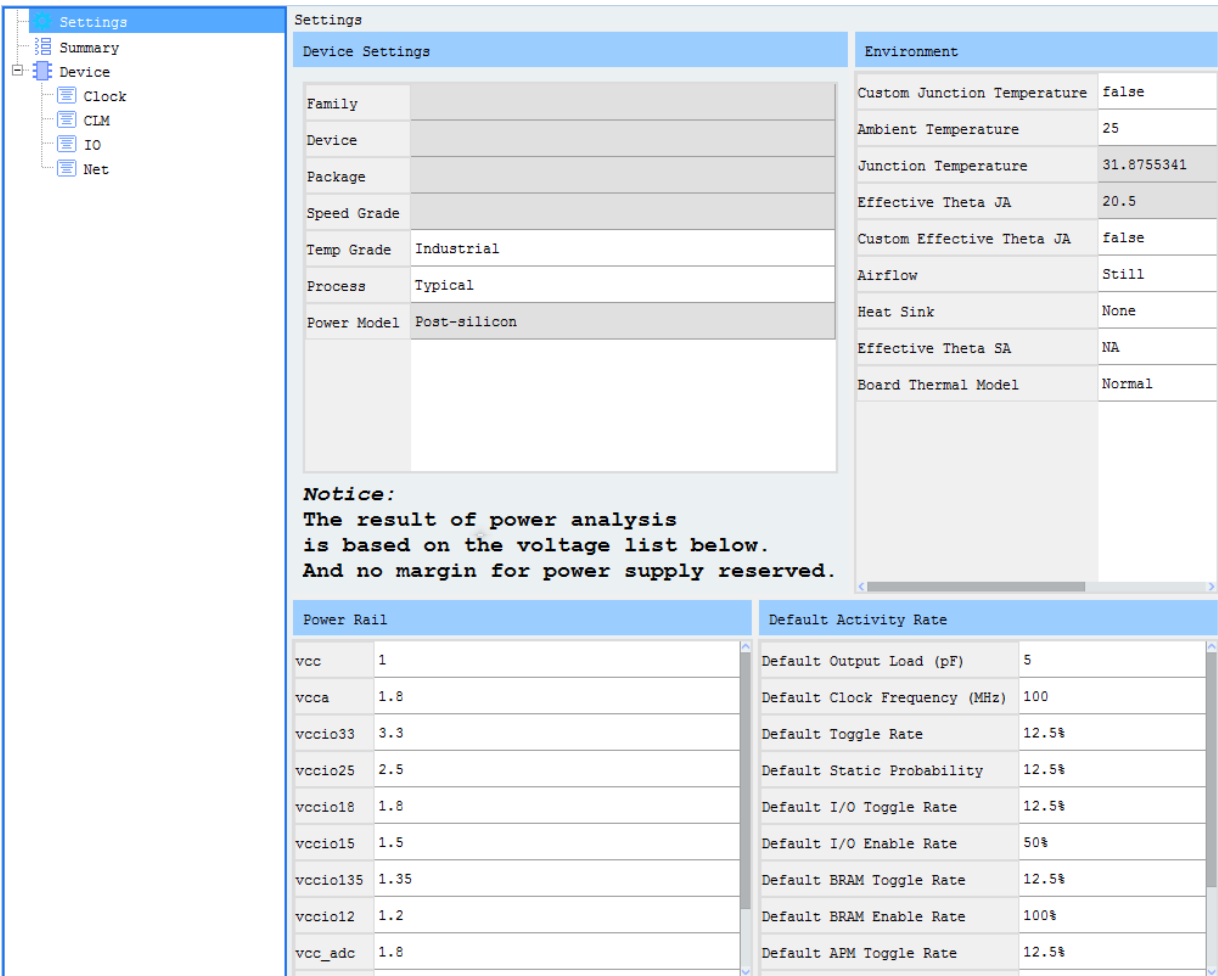 Settings
Summary
Device
Clock
CLM
IO
Net
Settings
Device Settings
Family
Device
Package
Speed Grade
Temp Grade Industrial
Process Typical
Power Model Post-silicon
Notice:
The result of power analysis
is based on the voltage list below.
And no margin for power supply reserved.
Environment
Custom Junction Temperature false
Ambient Temperature 25
Junction Temperature 31.8755341
Effective Theta JA 20.5
Custom Effective Theta JA false
Airflow Still
Heat Sink None
Effective Theta SA NA
Board Thermal Model Normal
Power Rail
vcc 1
vcca 1.8
vccio33 3.3
vccio25 2.5
vccio18 1.8
vccio15 1.5
vccio135 1.35
vccio12 1.2
vcc_adc 1.8
Default Activity Rate
Default Output Load (pF) 5
Default Clock Frequency (MHz) 100
Default Toggle Rate 12.5%
Default Static Probability 12.5%
Default I/O Toggle Rate 12.5%
Default I/O Enable Rate 50%
Default BRAM Toggle Rate 12.5%
Default BRAM Enable Rate 100%
Default APM Toggle Rate 12.5%